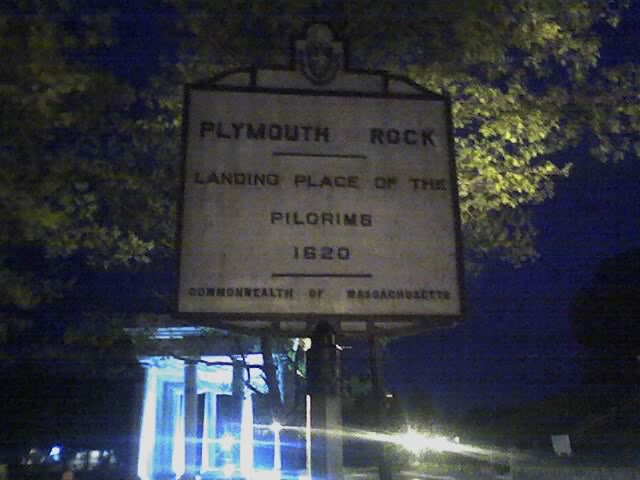 PLYMOUTH ROCK
LANDING PLACE OF THE
PILGRIMS
1620
COMMONWEALTH OF MASSACHUSETTS